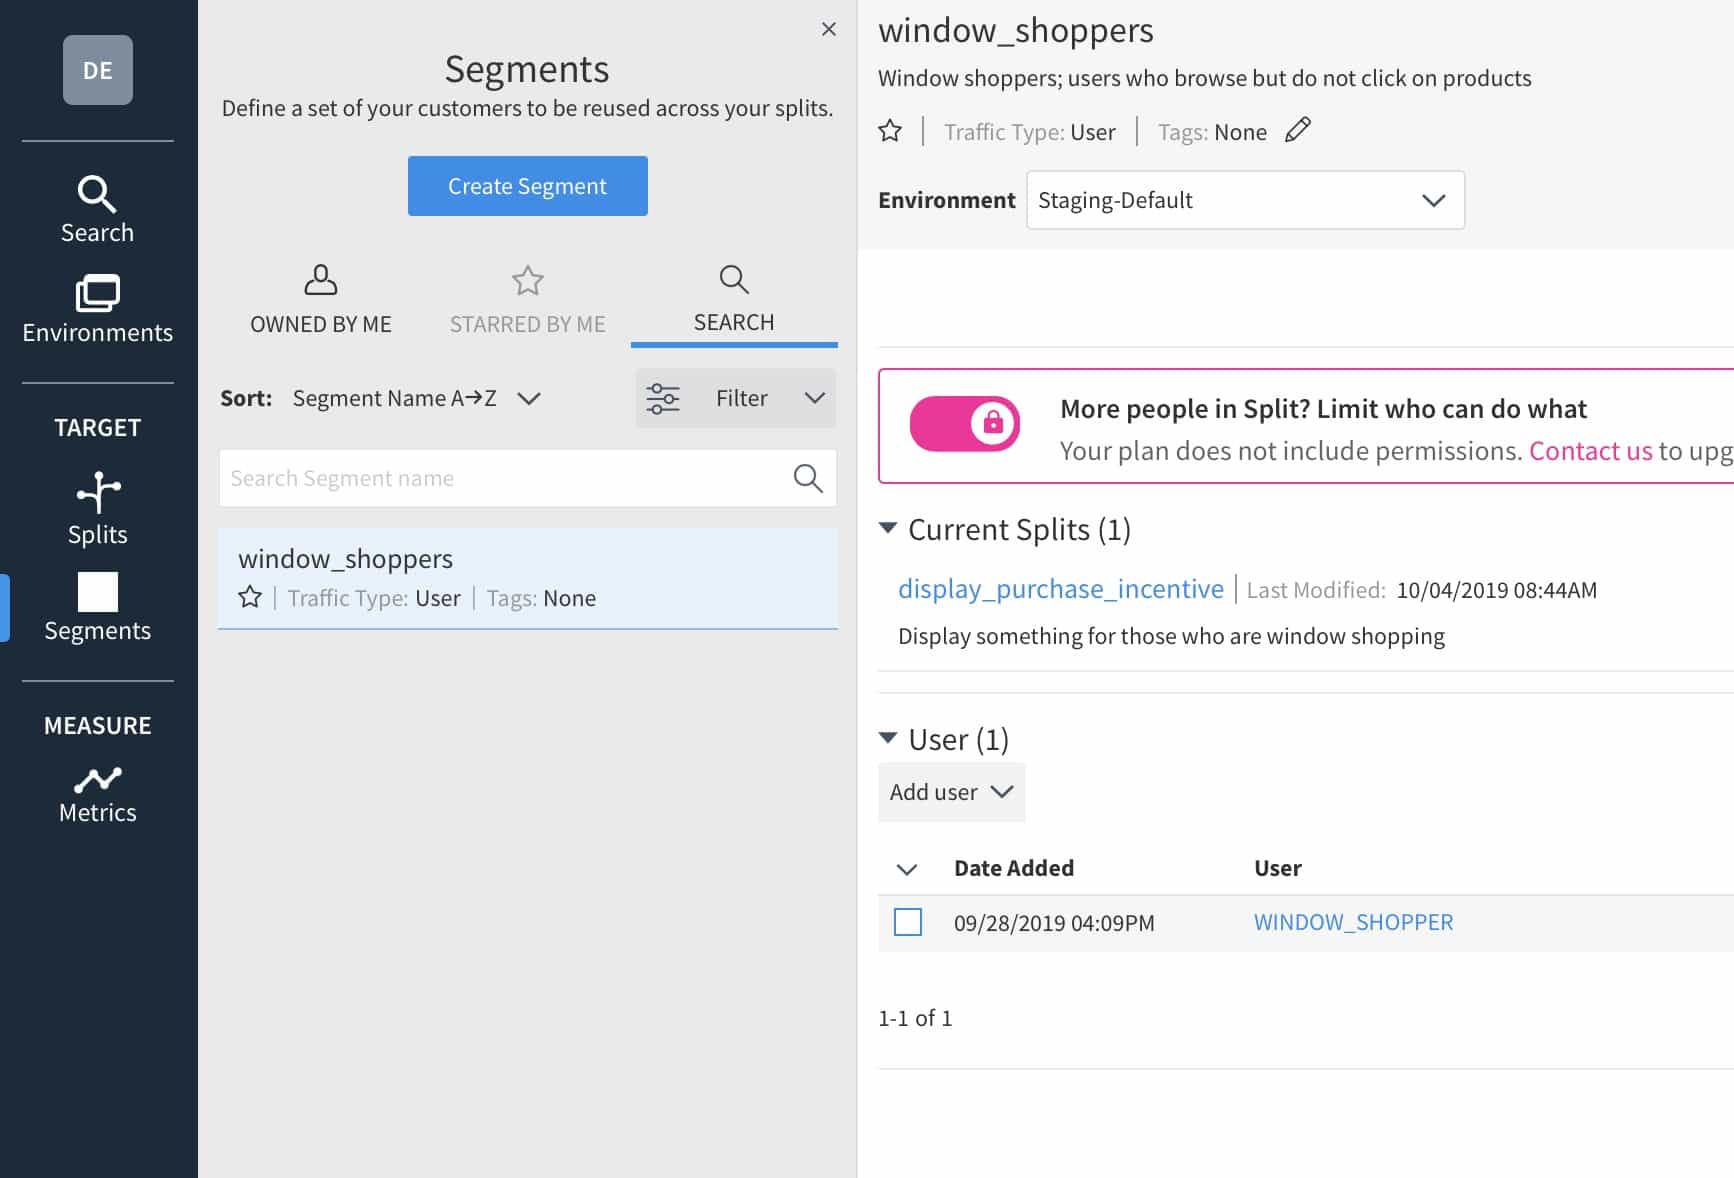 DE
Search
Environments
TARGET
Splits
Segments
MEASURE
Metrics
Segments
Define a set of your customers to be reused across your splits.
Create Segment
OWNED BY ME
STARRED BY ME
SEARCH
Sort: Segment Name A→Z
Filter
Search Segment name
window_shoppers
Traffic Type: User | Tags: None
window_shoppers
Window shoppers; users who browse but do not click on products
Traffic Type: User | Tags: None
Environment Staging-Default
More people in Split? Limit who can do what
Your plan does not include permissions. Contact us to upg
Current Splits (1)
display_purchase_incentive | Last Modified: 10/04/2019 08:44AM
Display something for those who are window shopping
User (1)
Add user
Date Added User
09/28/2019 04:09PM WINDOW_SHOPPER
1-1 of 1